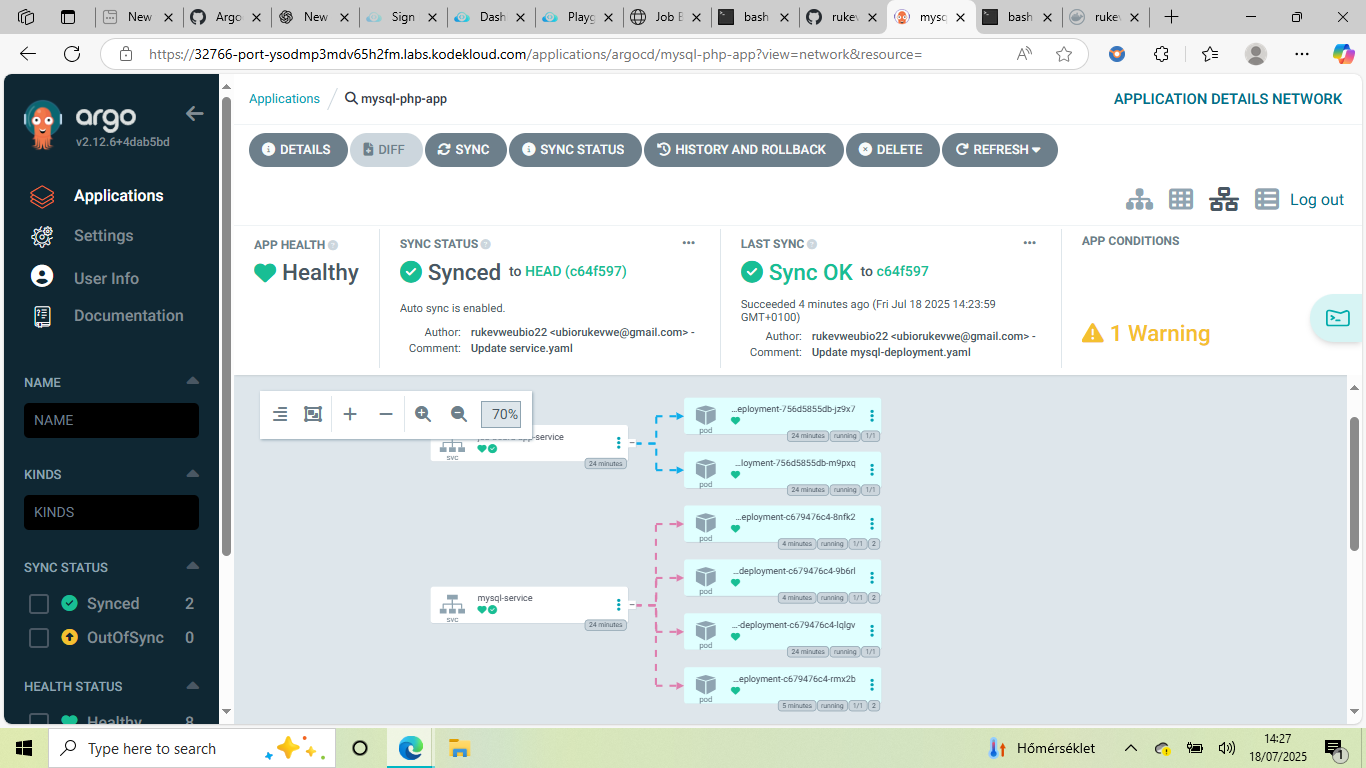 New
Argo
New
Sign
Dash
Playg
Job B
bash
rukev
mysq
bash
rukev
https://32766-port-ysodmp3mdv65h2fm.labs.kodekloud.com/applications/argocd/mysql-php-app?view=network&resource=
argo
v2.12.6+4dab5bd
Applications
Settings
User Info
Documentation
NAME
NAME
KINDS
KINDS
SYNC STATUS
Synced 2
OutOfSync 0
HEALTH STATUS
Healthy 8
Applications / mysql-php-app
APPLICATION DETAILS NETWORK
DETAILS DIFF SYNC SYNC STATUS HISTORY AND ROLLBACK DELETE REFRESH
Log out
APP HEALTH
Healthy
SYNC STATUS
Synced to HEAD (c64f597)
Auto sync is enabled.
Author: rukevweubio22 <ubiorukevwe@gmail.com> -
Comment: Update service.yaml
LAST SYNC
Sync OK to c64f597
Succeeded 4 minutes ago (Fri Jul 18 2025 14:23:59
GMT+0100)
Author: rukevweubio22 <ubiorukevwe@gmail.com> -
Comment: Update mysql-deployment.yaml
APP CONDITIONS
1 Warning
70%
svc
24 minutes
mysql-service
svc
24 minutes
...eployment-756d5855db-jz9x7
pod
24 minutes running 1/1
...loyment-756d5855db-m9pxq
pod
24 minutes running 1/1
...eployment-c679476c4-8nfk2
pod
4 minutes running 1/1 2
...deployment-c679476c4-9b6rl
pod
4 minutes running 1/1 2
...-deployment-c679476c4-lqlgv
pod
24 minutes running 1/1
...eployment-c679476c4-rmx2b
pod
5 minutes running 1/1 2
Type here to search
Hőmérséklet
14:27
18/07/2025
1